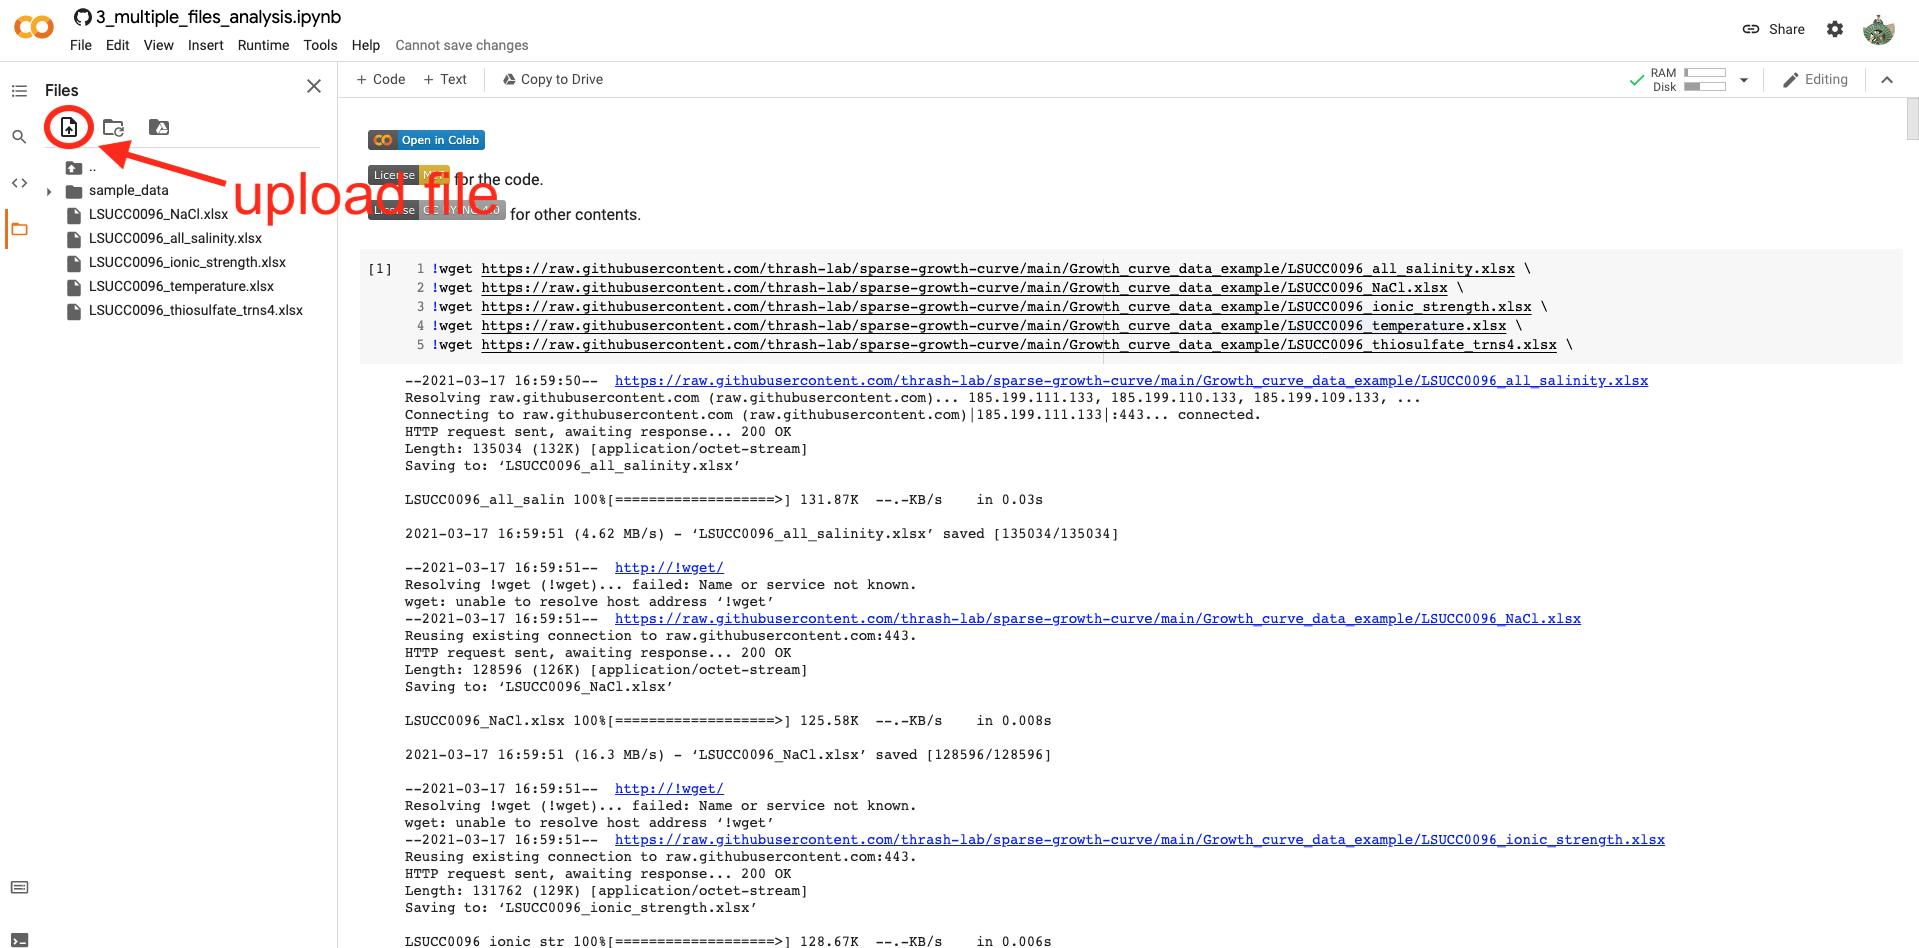 3_multiple_files_analysis.ipynb
File Edit View Insert Runtime Tools Help Cannot save changes
Share
Files
+ Code + Text Copy to Drive
RAM
Disk
Editing
upload file
..
sample_data
LSUCC0096_NaCl.xlsx
LSUCC0096_all_salinity.xlsx
LSUCC0096_ionic_strength.xlsx
LSUCC0096_temperature.xlsx
LSUCC0096_thiosulfate_trns4.xlsx
Open in Colab
License MIT for the code.
License CC BY-NC 4.0 for other contents.
[1] 1 !wget https://raw.githubusercontent.com/thrash-lab/sparse-growth-curve/main/Growth_curve_data_example/LSUCC0096_all_salinity.xlsx \
2 !wget https://raw.githubusercontent.com/thrash-lab/sparse-growth-curve/main/Growth_curve_data_example/LSUCC0096_NaCl.xlsx \
3 !wget https://raw.githubusercontent.com/thrash-lab/sparse-growth-curve/main/Growth_curve_data_example/LSUCC0096_ionic_strength.xlsx \
4 !wget https://raw.githubusercontent.com/thrash-lab/sparse-growth-curve/main/Growth_curve_data_example/LSUCC0096_temperature.xlsx \
5 !wget https://raw.githubusercontent.com/thrash-lab/sparse-growth-curve/main/Growth_curve_data_example/LSUCC0096_thiosulfate_trns4.xlsx \
--2021-03-17 16:59:50-- https://raw.githubusercontent.com/thrash-lab/sparse-growth-curve/main/Growth_curve_data_example/LSUCC0096_all_salinity.xlsx
Resolving raw.githubusercontent.com (raw.githubusercontent.com)... 185.199.111.133, 185.199.110.133, 185.199.109.133, ...
Connecting to raw.githubusercontent.com (raw.githubusercontent.com)|185.199.111.133|:443... connected.
HTTP request sent, awaiting response... 200 OK
Length: 135034 (132K) [application/octet-stream]
Saving to: ‘LSUCC0096_all_salinity.xlsx’
LSUCC0096_all_salin 100%[===================>] 131.87K --.-KB/s in 0.03s
2021-03-17 16:59:51 (4.62 MB/s) - ‘LSUCC0096_all_salinity.xlsx’ saved [135034/135034]
--2021-03-17 16:59:51-- http://!wget/
Resolving !wget (!wget)... failed: Name or service not known.
wget: unable to resolve host address ‘!wget’
--2021-03-17 16:59:51-- https://raw.githubusercontent.com/thrash-lab/sparse-growth-curve/main/Growth_curve_data_example/LSUCC0096_NaCl.xlsx
Reusing existing connection to raw.githubusercontent.com:443.
HTTP request sent, awaiting response... 200 OK
Length: 128596 (126K) [application/octet-stream]
Saving to: ‘LSUCC0096_NaCl.xlsx’
LSUCC0096_NaCl.xlsx 100%[===================>] 125.58K --.-KB/s in 0.008s
2021-03-17 16:59:51 (16.3 MB/s) - ‘LSUCC0096_NaCl.xlsx’ saved [128596/128596]
--2021-03-17 16:59:51-- http://!wget/
Resolving !wget (!wget)... failed: Name or service not known.
wget: unable to resolve host address ‘!wget’
--2021-03-17 16:59:51-- https://raw.githubusercontent.com/thrash-lab/sparse-growth-curve/main/Growth_curve_data_example/LSUCC0096_ionic_strength.xlsx
Reusing existing connection to raw.githubusercontent.com:443.
HTTP request sent, awaiting response... 200 OK
Length: 131762 (129K) [application/octet-stream]
Saving to: ‘LSUCC0096_ionic_strength.xlsx’
LSUCC0096_ionic_str 100%[===================>] 128.67K --.-KB/s in 0.006s